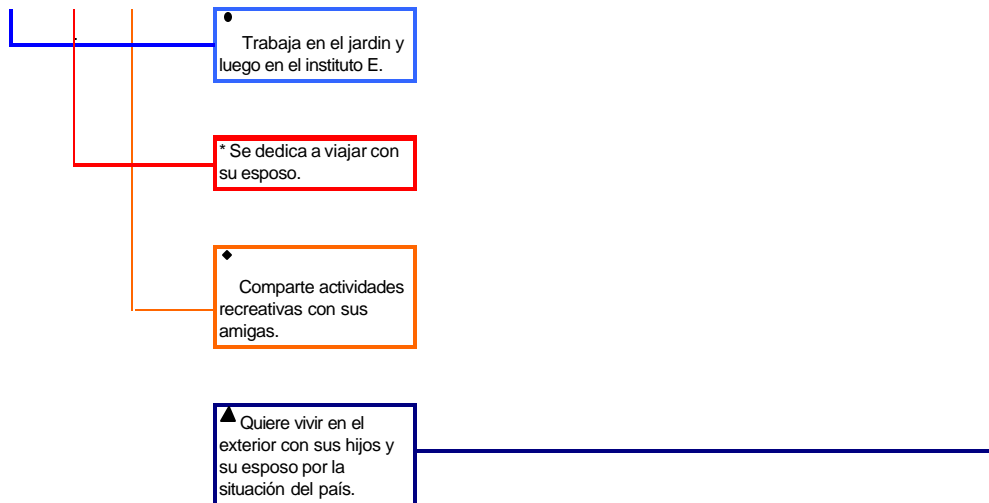 Trabaja en el jardin y
luego en el instituto E.
* Se dedica a viajar con
su esposo.
Comparte actividades
recreativas con sus
amigas.
Quiere vivir en el
exterior con sus hijos y
su esposo por la
situación del país.